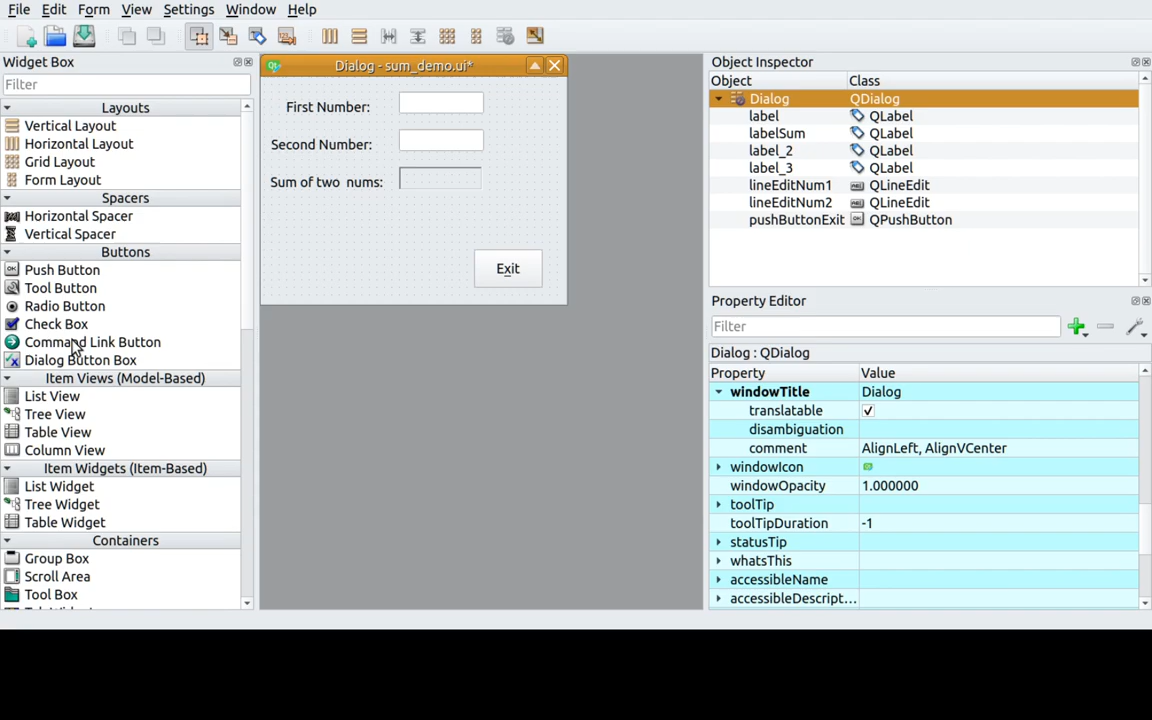 File Edit Form View Settings Window Help
Widget Box
Filter
Layouts
Vertical Layout
Horizontal Layout
Grid Layout
Form Layout
Spacers
Horizontal Spacer
Vertical Spacer
Buttons
Push Button
Tool Button
Radio Button
Check Box
Command Link Button
Dialog Button Box
Item Views (Model-Based)
List View
Tree View
Table View
Column View
Item Widgets (Item-Based)
List Widget
Tree Widget
Table Widget
Containers
Group Box
Scroll Area
Tool Box
Dialog - sum_demo.ui*
First Number:
Second Number:
Sum of two nums:
Exit
Object Inspector
Object Class
Dialog QDialog
label QLabel
labelSum QLabel
label_2 QLabel
label_3 QLabel
lineEditNum1 QLineEdit
lineEditNum2 QLineEdit
pushButtonExit QPushButton
Property Editor
Filter
Dialog : QDialog
Property Value
windowTitle Dialog
translatable
disambiguation
comment AlignLeft, AlignVCenter
windowIcon
windowOpacity 1.000000
toolTip
toolTipDuration -1
statusTip
whatsThis
accessibleName
accessibleDescript...